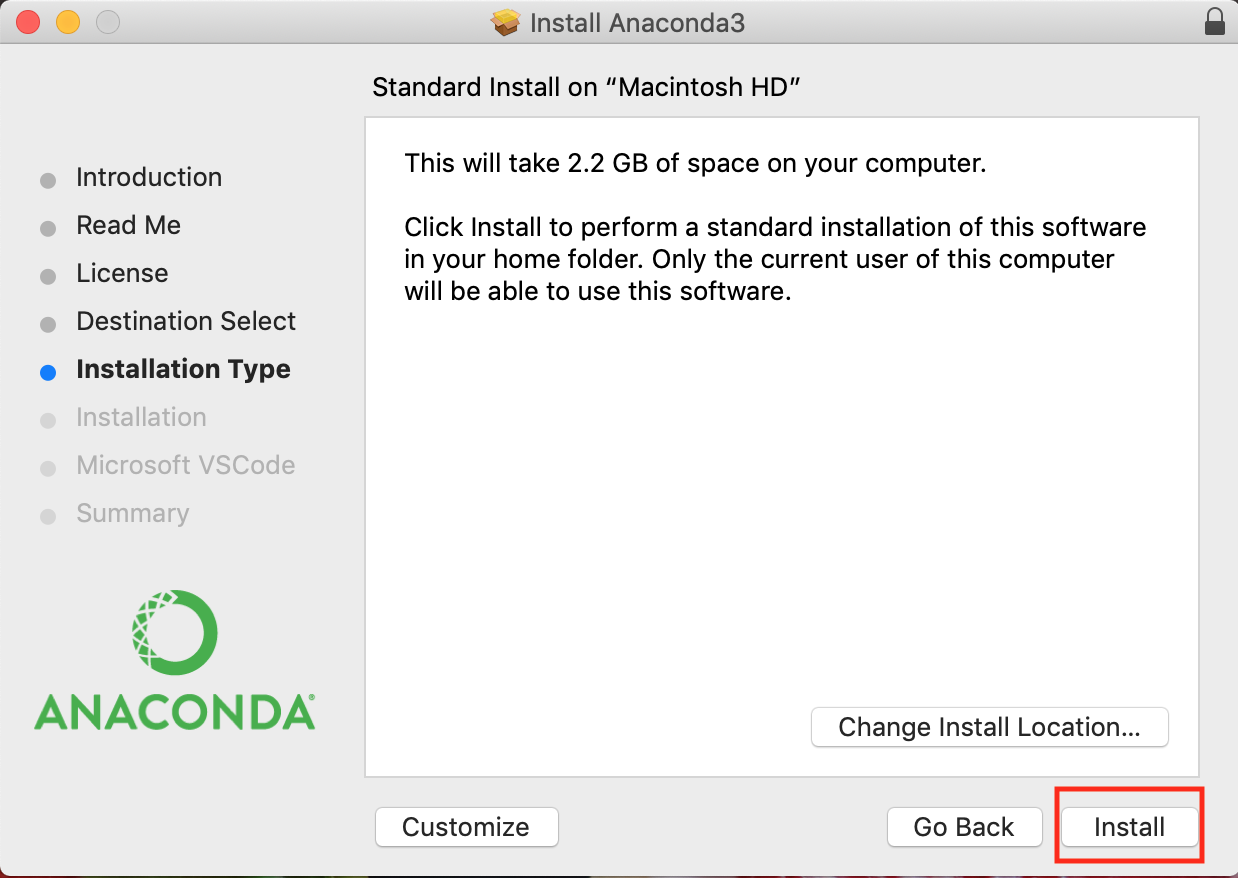 Install Anaconda3
Standard Install on “Macintosh HD”
Introduction
Read Me
License
Destination Select
Installation Type
Installation
Microsoft VSCode
Summary
ANACONDA®
This will take 2.2 GB of space on your computer.
Click Install to perform a standard installation of this software
in your home folder. Only the current user of this computer
will be able to use this software.
Change Install Location...
Customize
Go Back
Install